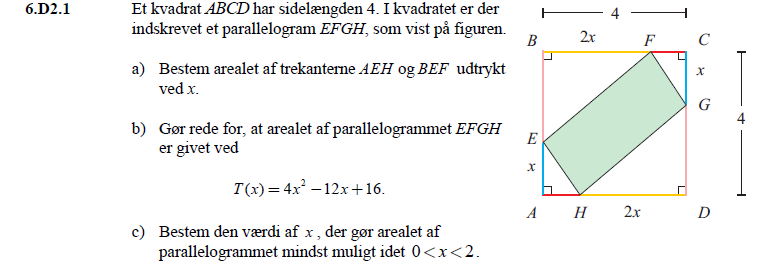 6.D2.1
Et kvadrat ABCD har sidelængden 4. I kvadratet er der
indskrevet et parallelogram EFGH, som vist på figuren.
a) Bestem arealet af trekanterne AEH og BEF udtrykt
ved x.
b) Gør rede for, at arealet af parallelogrammet EFGH
er givet ved
T(x) = 4x² − 12x + 16.
c) Bestem den værdi af x, der gør arealet af
parallelogrammet mindst muligt idet 0 < x < 2.
4
B 2x F C
x
G
4
E
x
A H 2x D